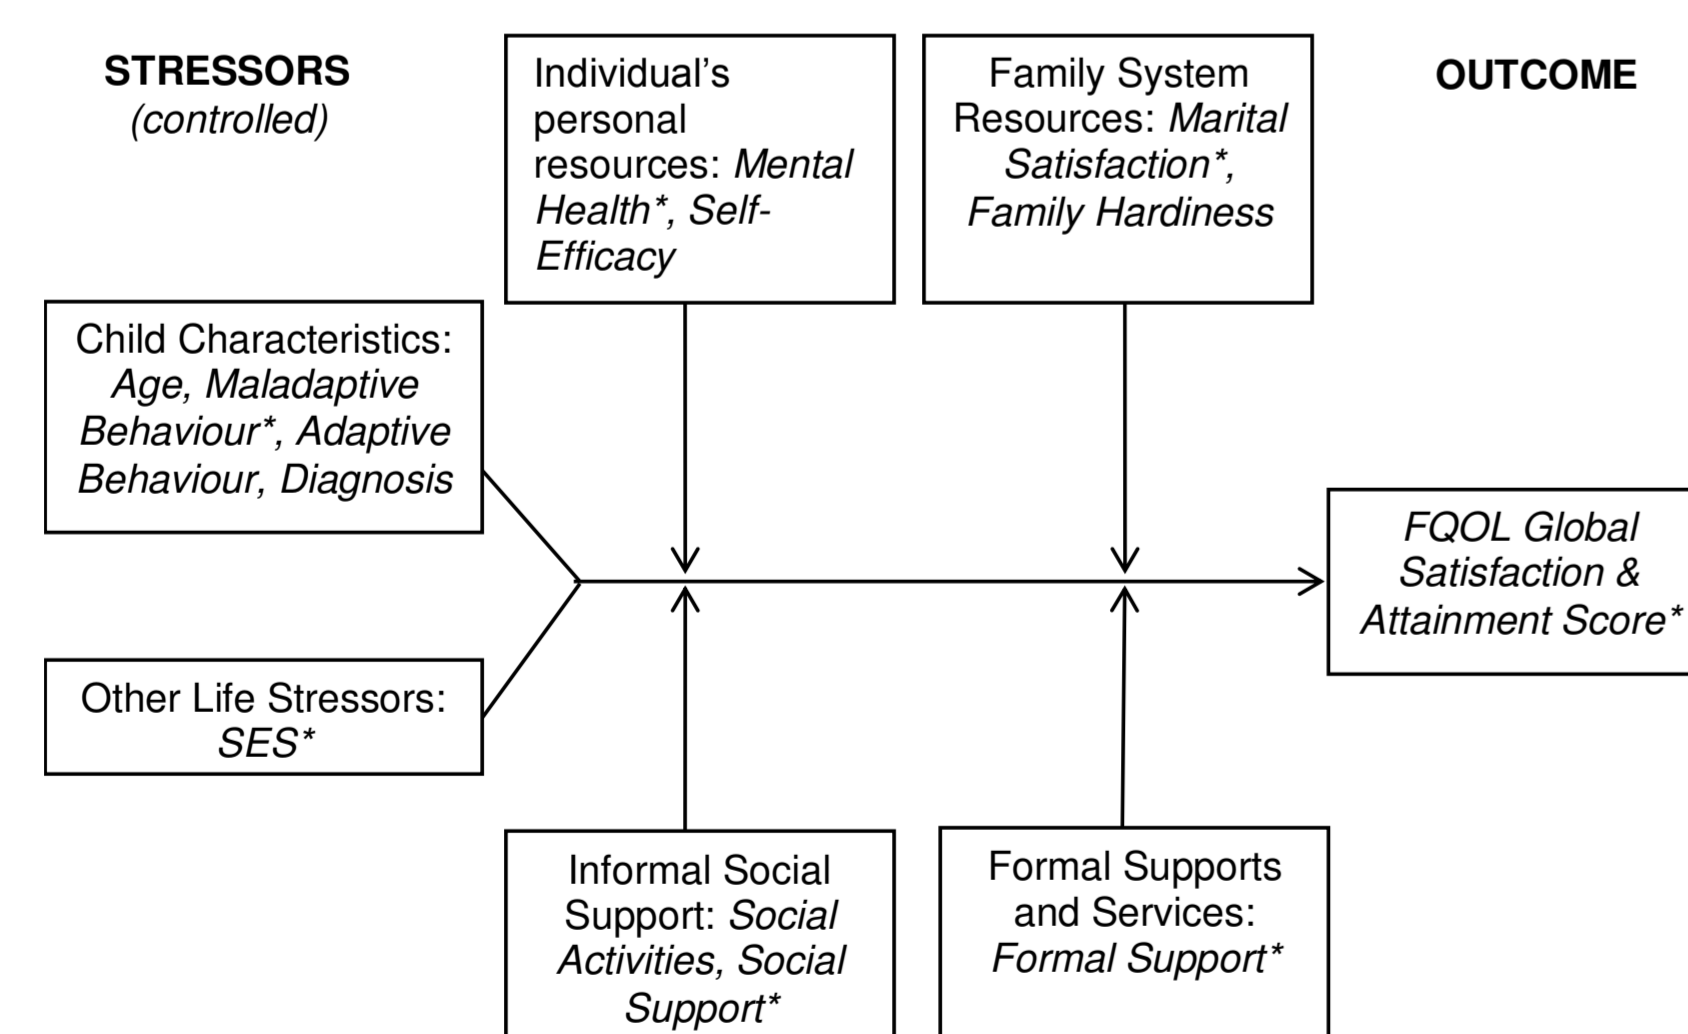 STRESSORS
(controlled)
Individual’s
personal
resources: Mental
Health*, Self-
Efficacy
Family System
Resources: Marital
Satisfaction*,
Family Hardiness
OUTCOME
Child Characteristics:
Age, Maladaptive
Behaviour*, Adaptive
Behaviour, Diagnosis
FQOL Global
Satisfaction &
Attainment Score*
Other Life Stressors:
SES*
Informal Social
Support: Social
Activities, Social
Support*
Formal Supports
and Services:
Formal Support*